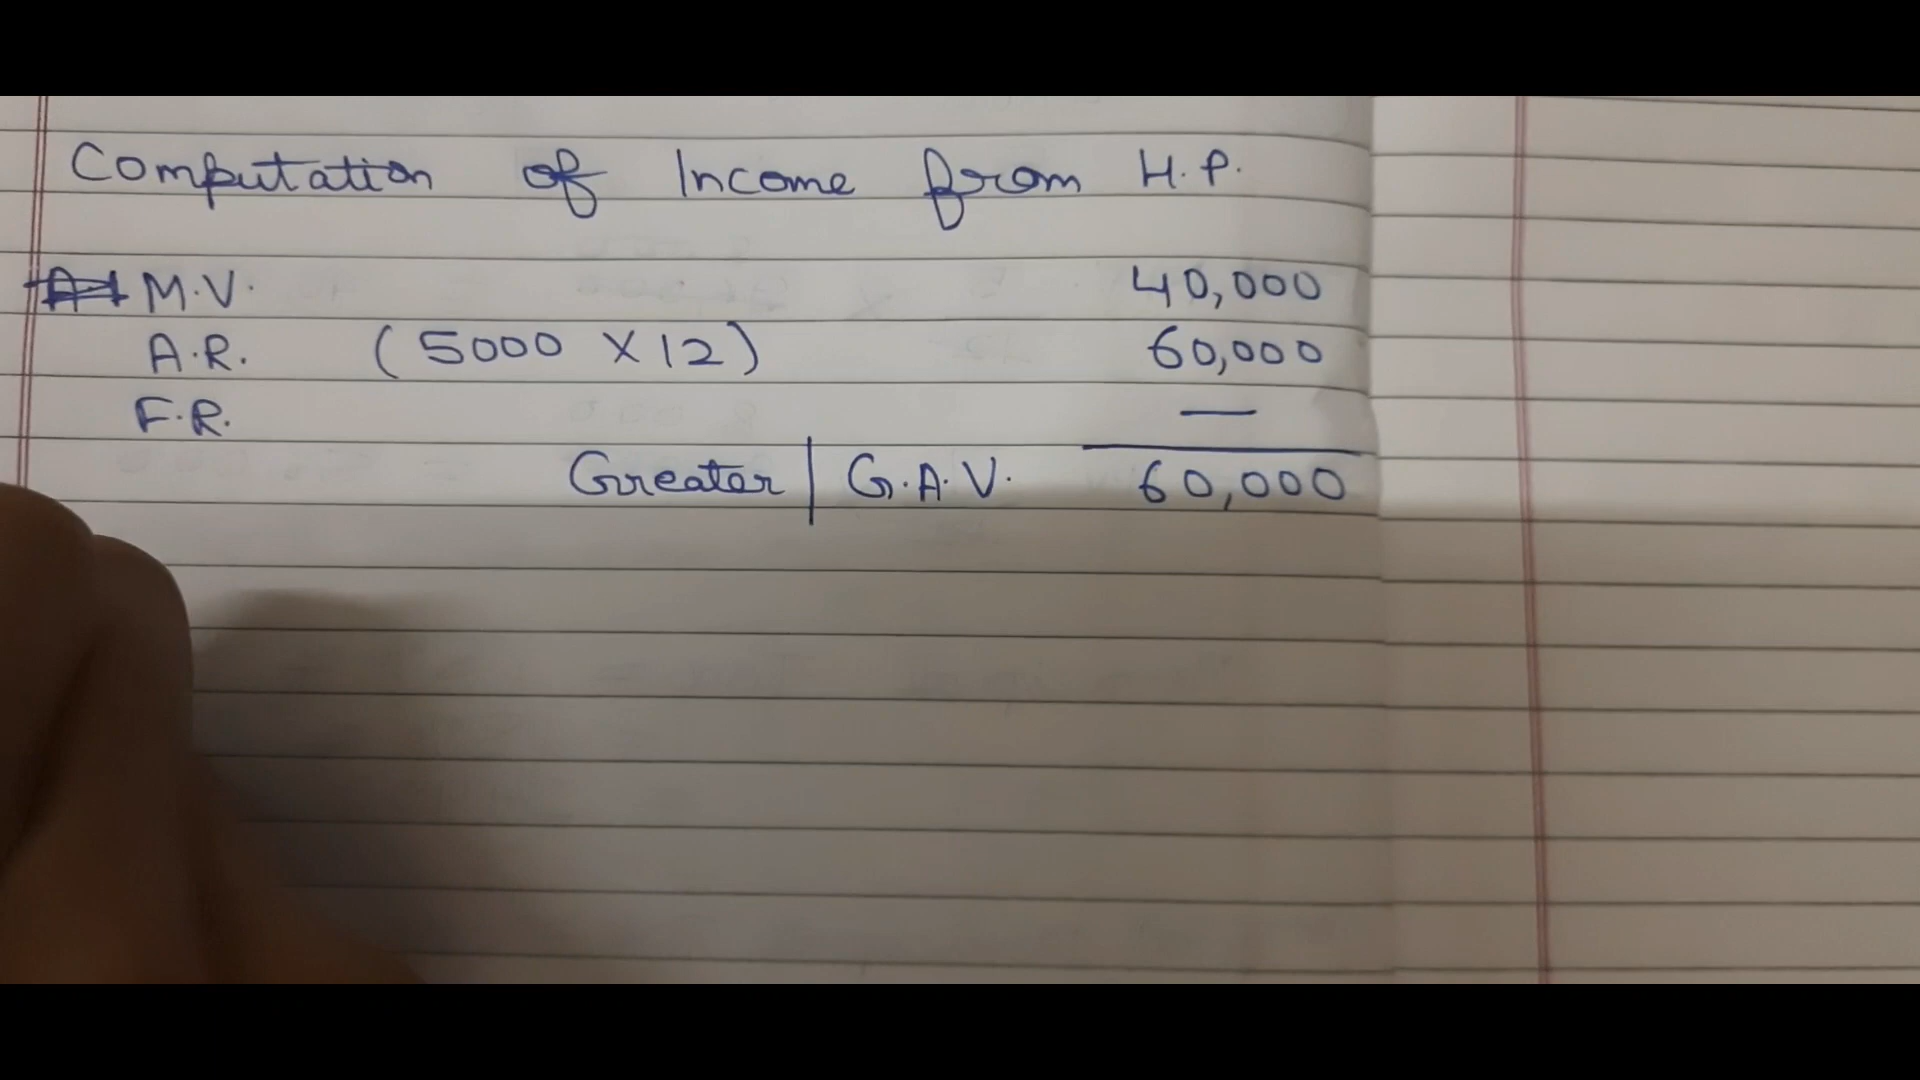 Computation of Income from H.P.
M.V. 40,000
A.R. (5000 X 12) 60,000
F.R. —
Greater | G.A.V. 60,000